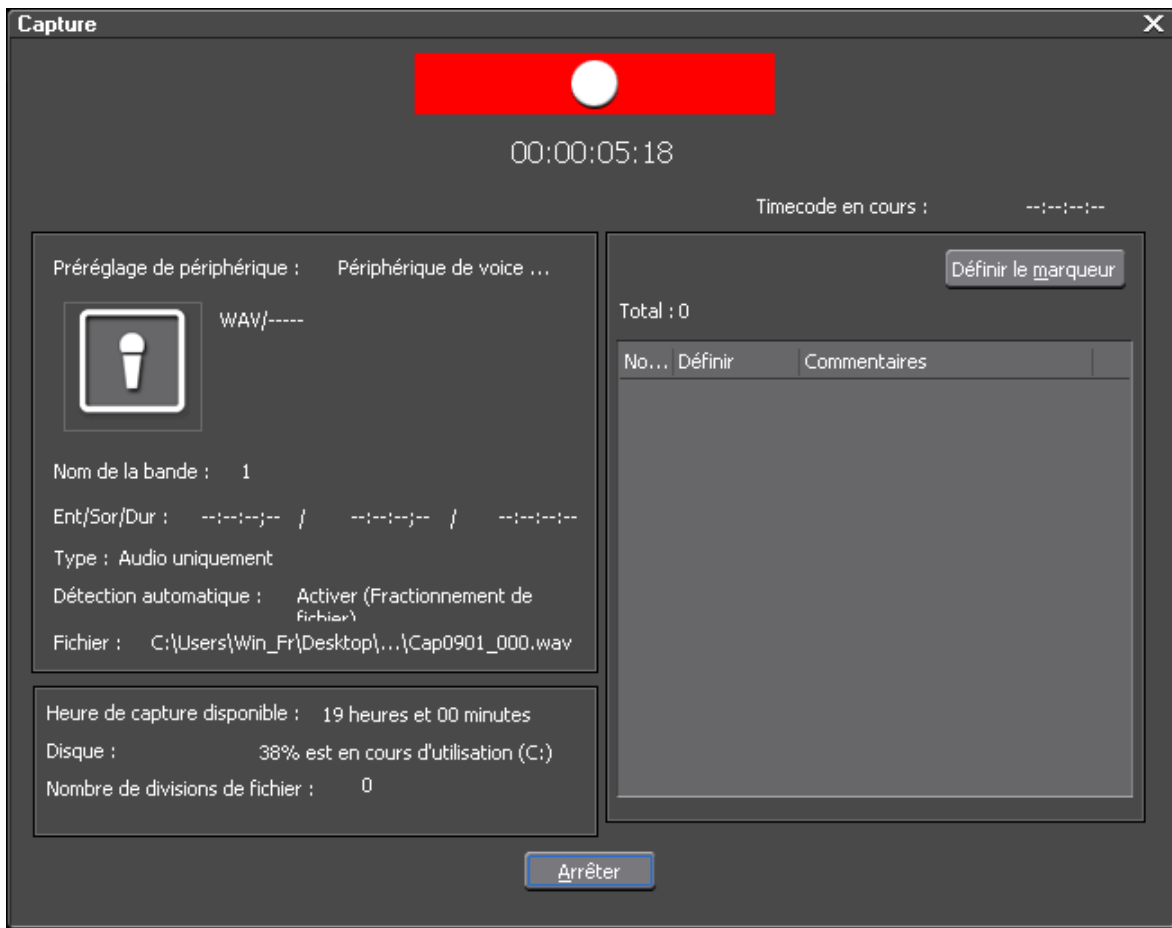 Capture
00:00:05:18
Timecode en cours : --:--:--:--
Préréglage de périphérique : Périphérique de voice ...
WAV/-----
Nom de la bande : 1
Ent/Sor/Dur : --:--:--;-- / --:--:--;-- / --:--:--:--
Type : Audio uniquement
Détection automatique : Activer (Fractionnement de
fichier)
Fichier : C:\Users\Win_Fr\Desktop\...\Cap0901_000.wav
Heure de capture disponible : 19 heures et 00 minutes
Disque : 38% est en cours d'utilisation (C:)
Nombre de divisions de fichier : 0
Définir le marqueur
Total : 0
No... Définir Commentaires
Arrêter